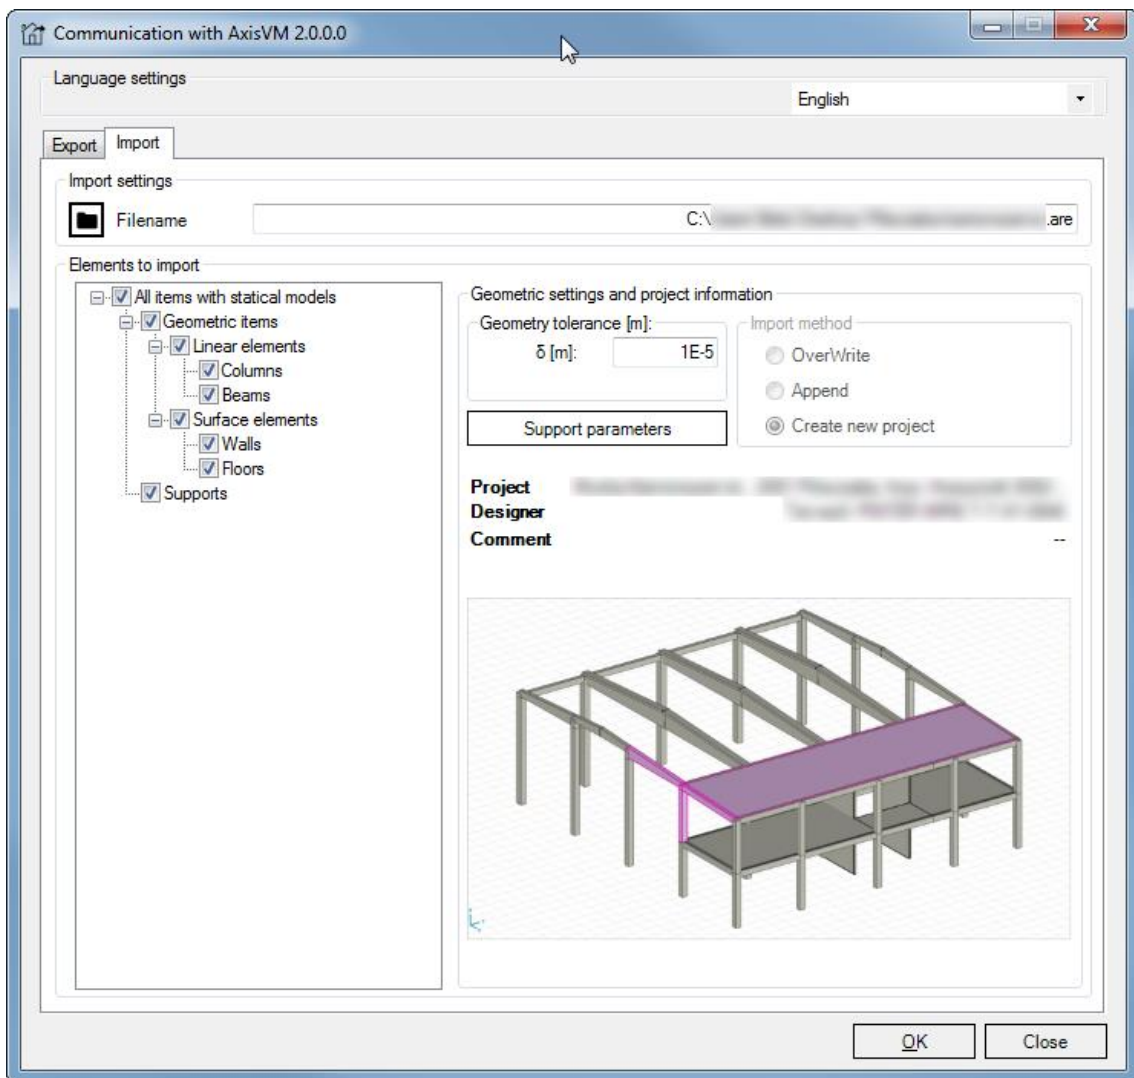 Communication with AxisVM 2.0.0.0
Language settings
English
Export Import
Import settings
Filename C:\ .are
Elements to import
All items with statical models
Geometric items
Linear elements
Columns
Beams
Surface elements
Walls
Floors
Supports
Geometric settings and project information
Geometry tolerance [m]:
δ [m]: 1E-5
Support parameters
Import method
OverWrite
Append
Create new project
Project
Designer
Comment --
OK Close